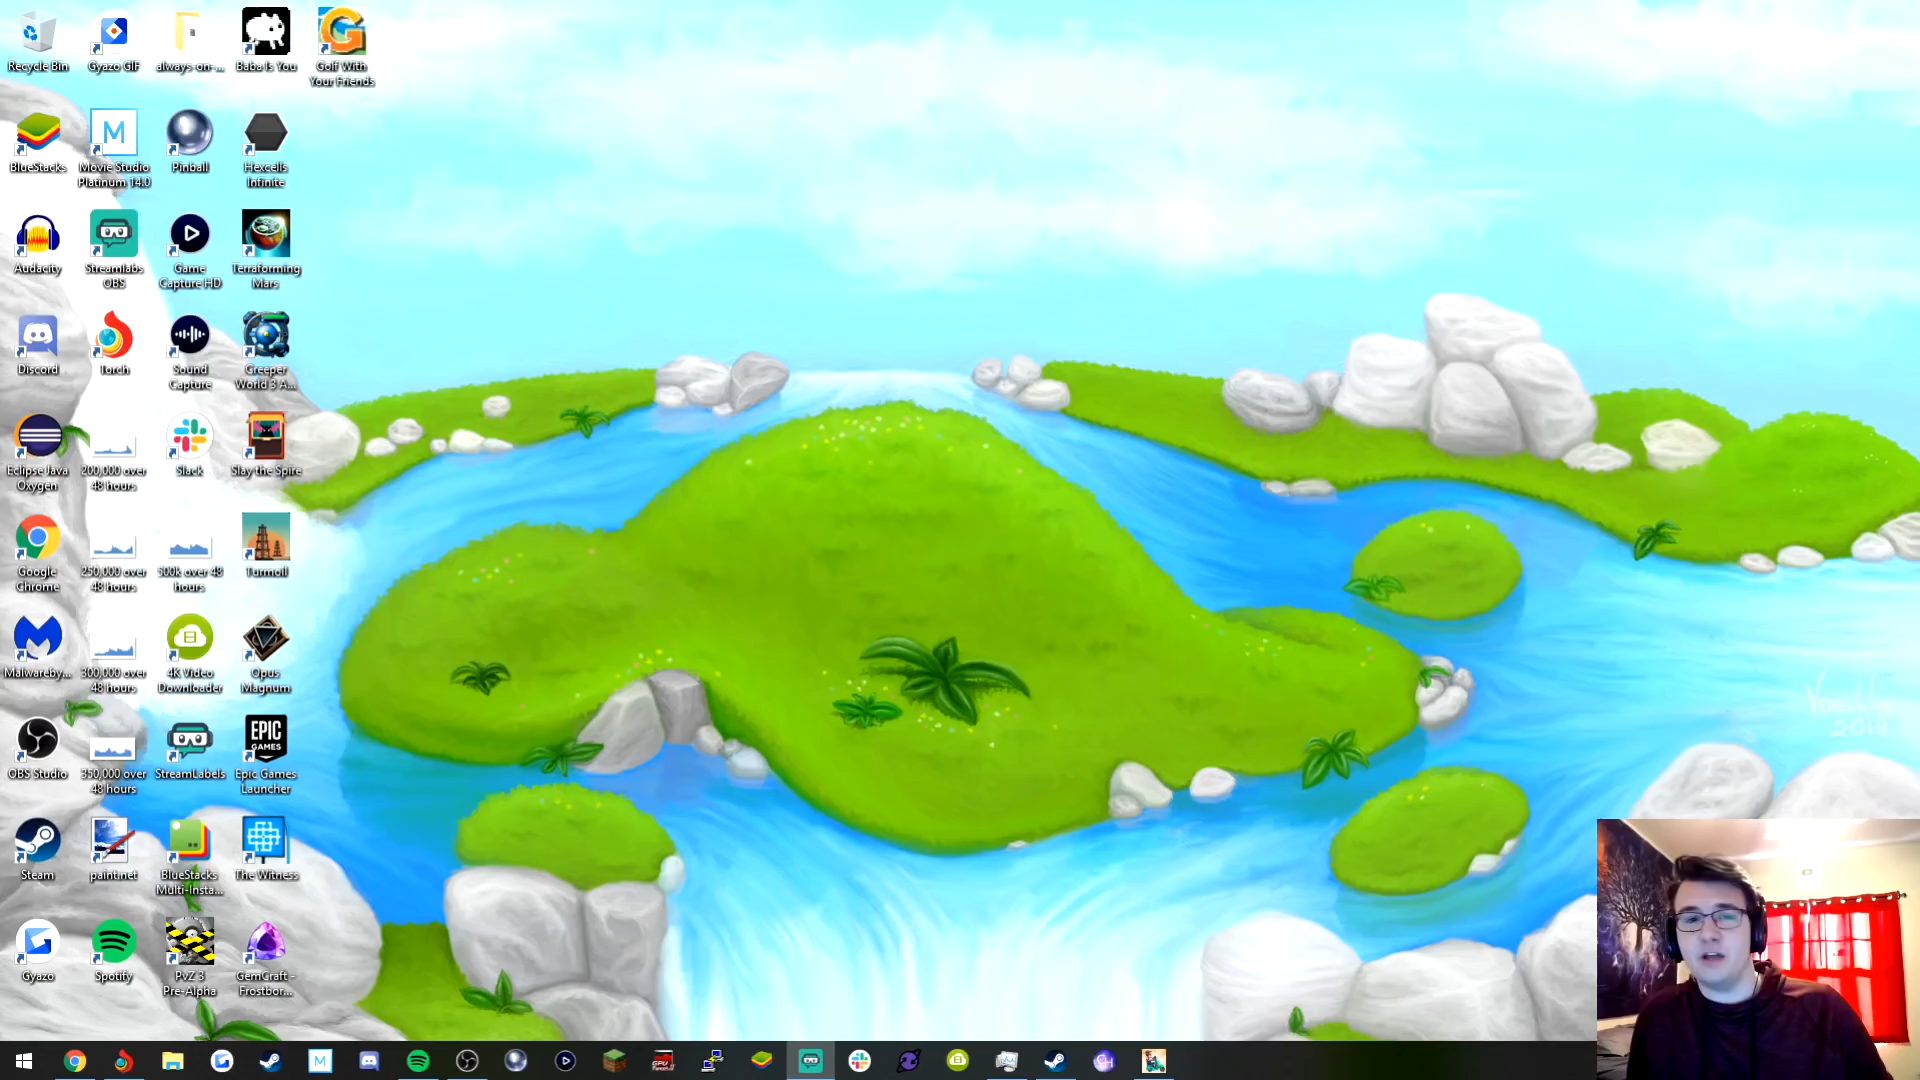 Recycle Bin
Gyazo GIF
always-on-...
Baba Is You
Golf With
Your Friends
BlueStacks
M
Movie Studio
Platinum 14.0
Pinball
Hexcells
Infinite
Audacity
Streamlabs
OBS
Game
Capture HD
Terraforming
Mars
Discord
Torch
Sound
Capture
Creeper
World 3 A...
Eclipse Java
Oxygen
200,000 over
48 hours
Slack
Slay the Spire
Google
Chrome
250,000 over
48 hours
500k over 48
hours
Turmoil
Malwareby...
300,000 over
48 hours
4K Video
Downloader
Opus
Magnum
OBS Studio
350,000 over
48 hours
StreamLabels
EPIC
GAMES
Epic Games
Launcher
Steam
paint.net
BlueStacks
Multi-Insta...
The Witness
Gyazo
Spotify
PvZ 3
Pre-Alpha
GemCraft -
Frostbor...
2018
M
GPU
CH